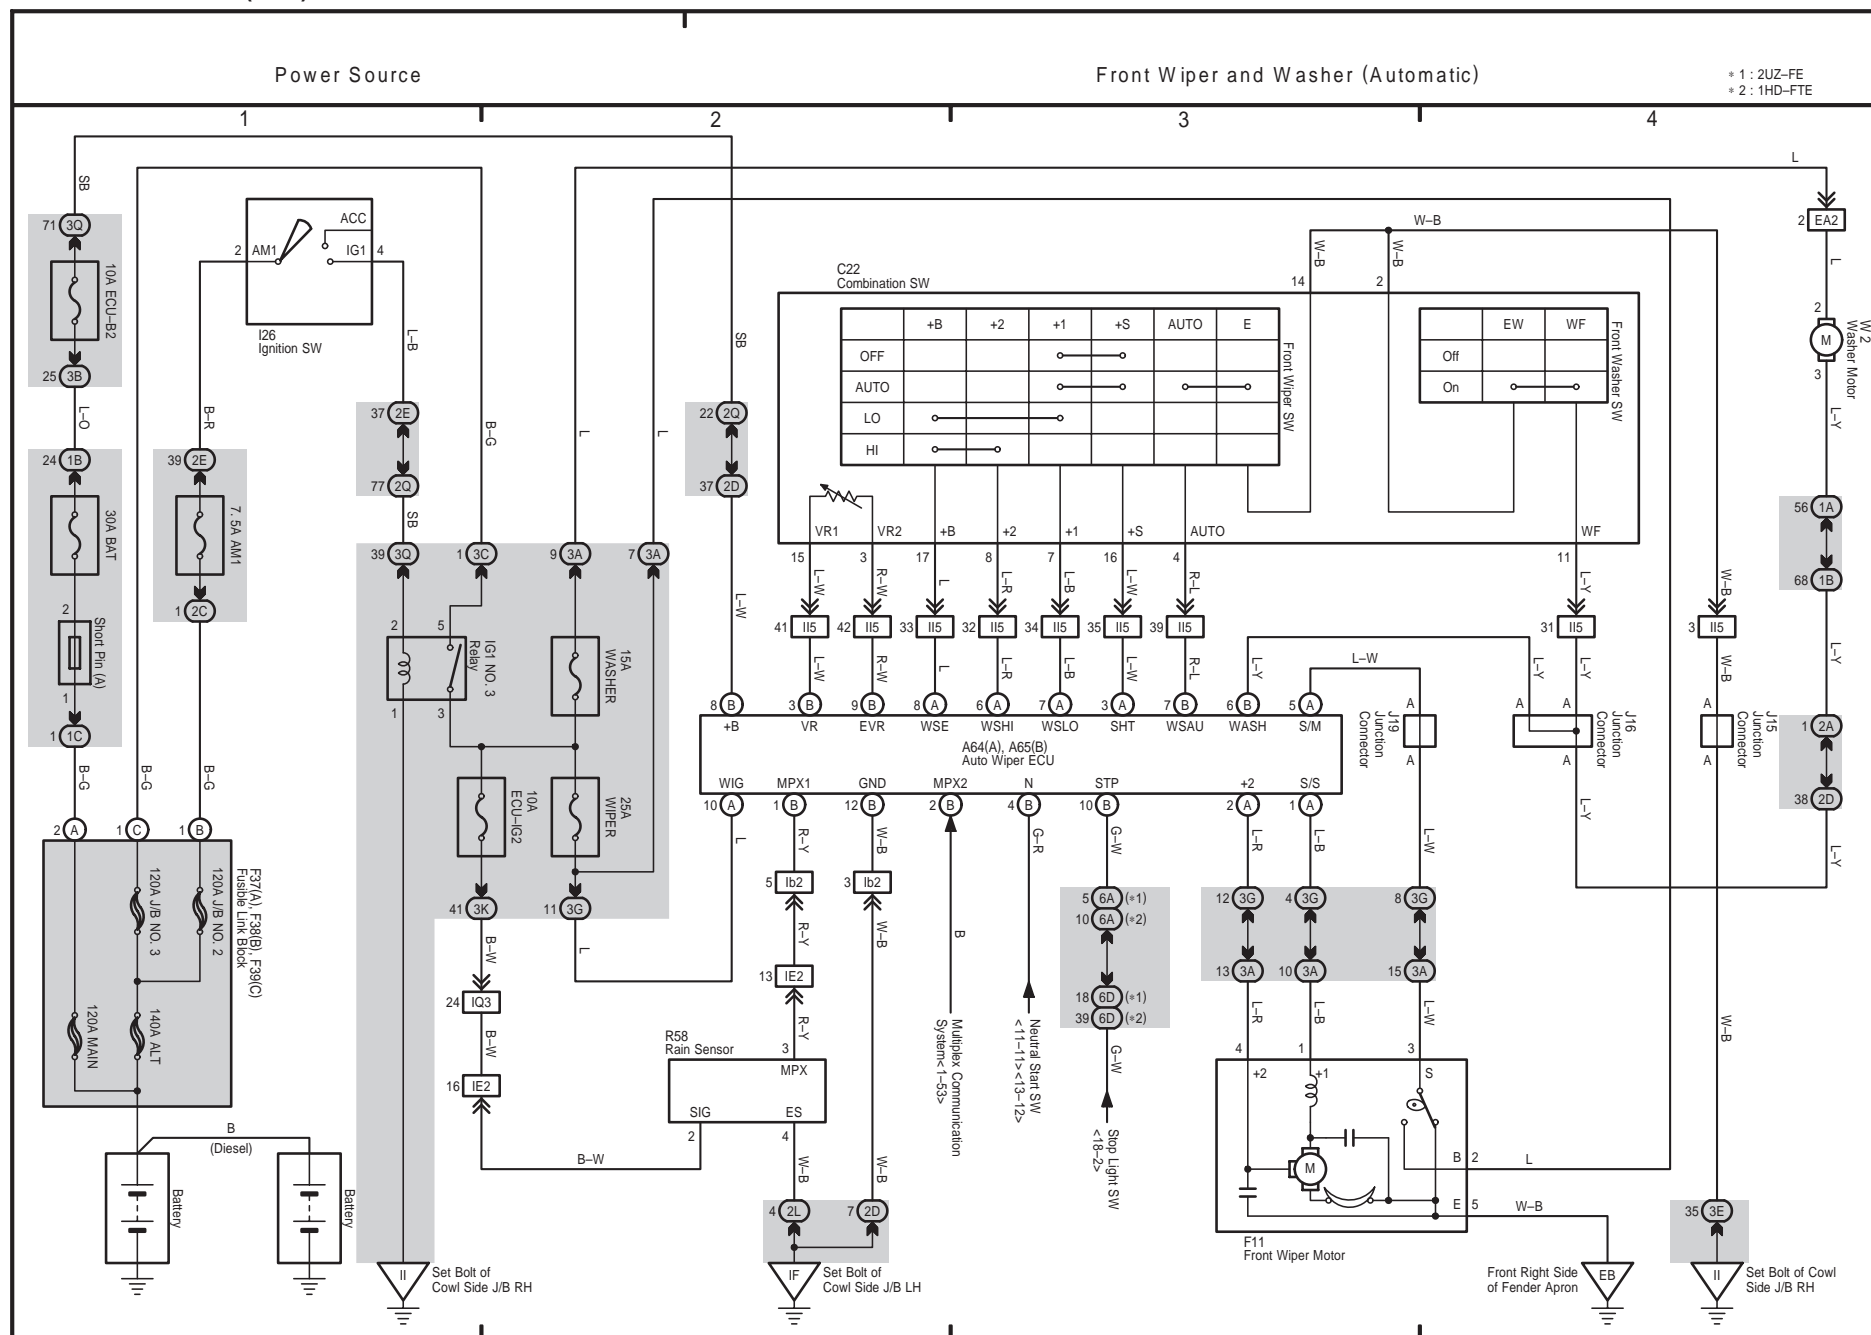 Power Source
Front Wiper and Washer (Automatic)
∗ 1 : 2UZ–FE
∗ 2 : 1HD–FTE
1
2
3
4
SB
71 3Q
10A ECU–B2
25 3B
L–O
24 1B
30A BAT
2
Short Pin (A)
1
1 1C
B–G
2 A
ACC
2 AM1
IG1 4
I26
Ignition SW
B–R
39 2E
7. 5A AM1
1 2C
B–G
B–G
1 C
1 B
120A J/B NO. 3
120A J/B NO. 2
120A MAIN
140A ALT
F37(A), F38(B), F39(C)
Fusible Link Block
B
(Diesel)
Battery
Battery
L–B
37 2E
77 2Q
SB
39 3Q
B–G
1 3C
L
9 3A
L
7 3A
2
5
IG1 NO. 3
Relay
1
3
15A
WASHER
10A
ECU–IG2
25A
WIPER
41 3K
11 3G
B–W
L
24 IQ3
B–W
16 IE2
B–W
II
Set Bolt of
Cowl Side J/B RH
SB
22 2Q
37 2D
L–W
C22
Combination SW
+B
+2
+1
+S
AUTO
E
OFF
AUTO
LO
HI
Front Wiper SW
W–B
W–B
W–B
14
2
EW
WF
Off
On
Front Washer SW
VR1
VR2
+B
+2
+1
+S
AUTO
WF
15
3
17
8
7
16
4
11
L–W
R–W
L
L–R
L–B
L–W
R–L
L–Y
W–B
41 II5
42 II5
33 II5
32 II5
34 II5
35 II5
39 II5
31 II5
3 II5
L–W
R–W
L
L–R
L–B
L–W
R–L
L–Y
L–W
L–Y
L–Y
W–B
8 B
3 B
9 B
8 A
6 A
7 A
3 A
7 B
6 B
5 A
+B
VR
EVR
WSE
WSHI
WSLO
SHT
WSAU
WASH
S/M
A64(A), A65(B)
Auto Wiper ECU
WIG
MPX1
GND
MPX2
N
STP
+2
S/S
10 A
1 B
12 B
2 B
4 B
10 B
2 A
1 A
A
A
J19
Junction
Connector
A
A
A
J16
Junction
Connector
A
A
J15
Junction
Connector
L
R–Y
W–B
G–R
G–W
L–R
L–B
L–W
L–Y
5 Ib2
3 Ib2
R–Y
W–B
13 IE2
R–Y
R58
Rain Sensor
3
MPX
SIG
ES
2
4
W–B
W–B
4 2L
7 2D
IF
Set Bolt of
Cowl Side J/B LH
B
Multiplex Communication
System<1–53>
Neutral Start SW
<11–11><13–12>
5 6A (∗1)
10 6A (∗2)
18 6D (∗1)
39 6D (∗2)
G–W
Stop Light SW
<18–2>
12 3G
4 3G
8 3G
13 3A
10 3A
15 3A
L–R
L–B
L–W
4
1
3
+2
+1
S
M
B 2
L
E 5
W–B
F11
Front Wiper Motor
Front Right Side
of Fender Apron
EB
W–B
35 3E
II
Set Bolt of Cowl
Side J/B RH
L
2 EA2
L
2
M
W 2
Washer Motor
3
L–Y
56 1A
68 1B
L–Y
1 2A
38 2D
L–Y